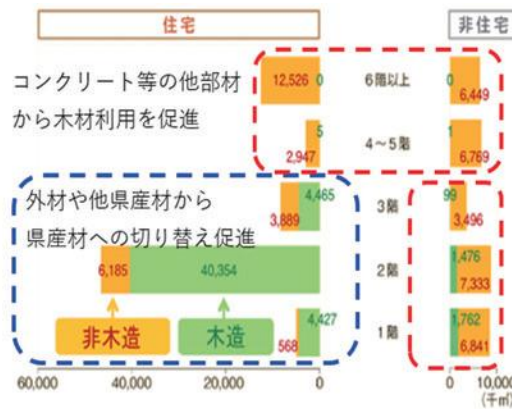 住宅
非住宅
コンクリート等の他部材
から木材利用を促進
12,526 0 6階以上 0 6,449
5 4～5階 1
2,947 6,769
外材や他県産材から
県産材への切り替え促進
4,465 3階 99
3,889 3,496
6,185 40,354 2階 1,476
7,333
非木造 木造
4,427 1階 1,762
568 6,841
60,000 40,000 20,000 0 0 10,000
(千㎡)